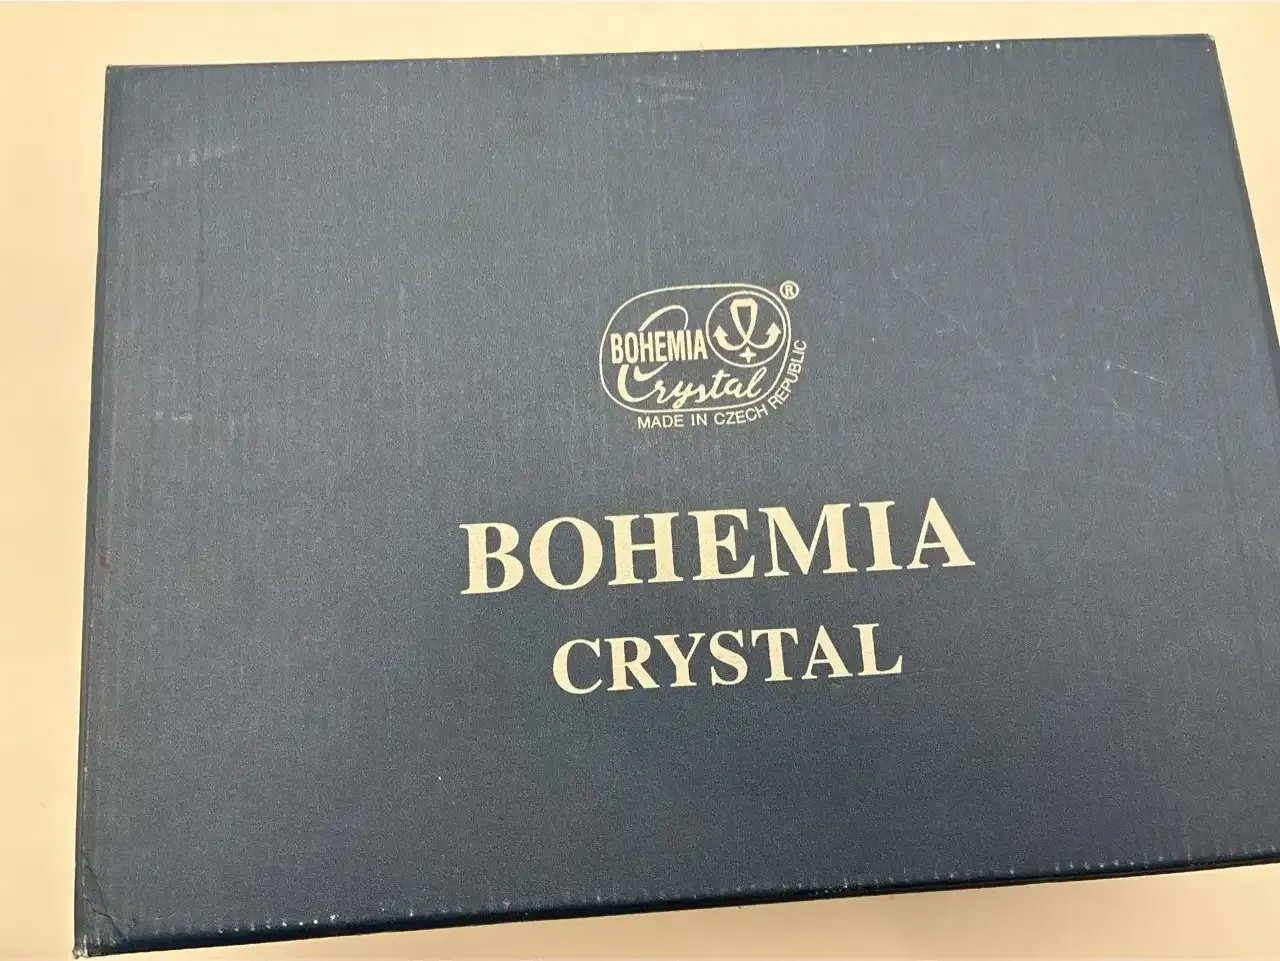 ®
BOHEMIA
Crystal
MADE IN CZECH REPUBLIC
BOHEMIA
CRYSTAL